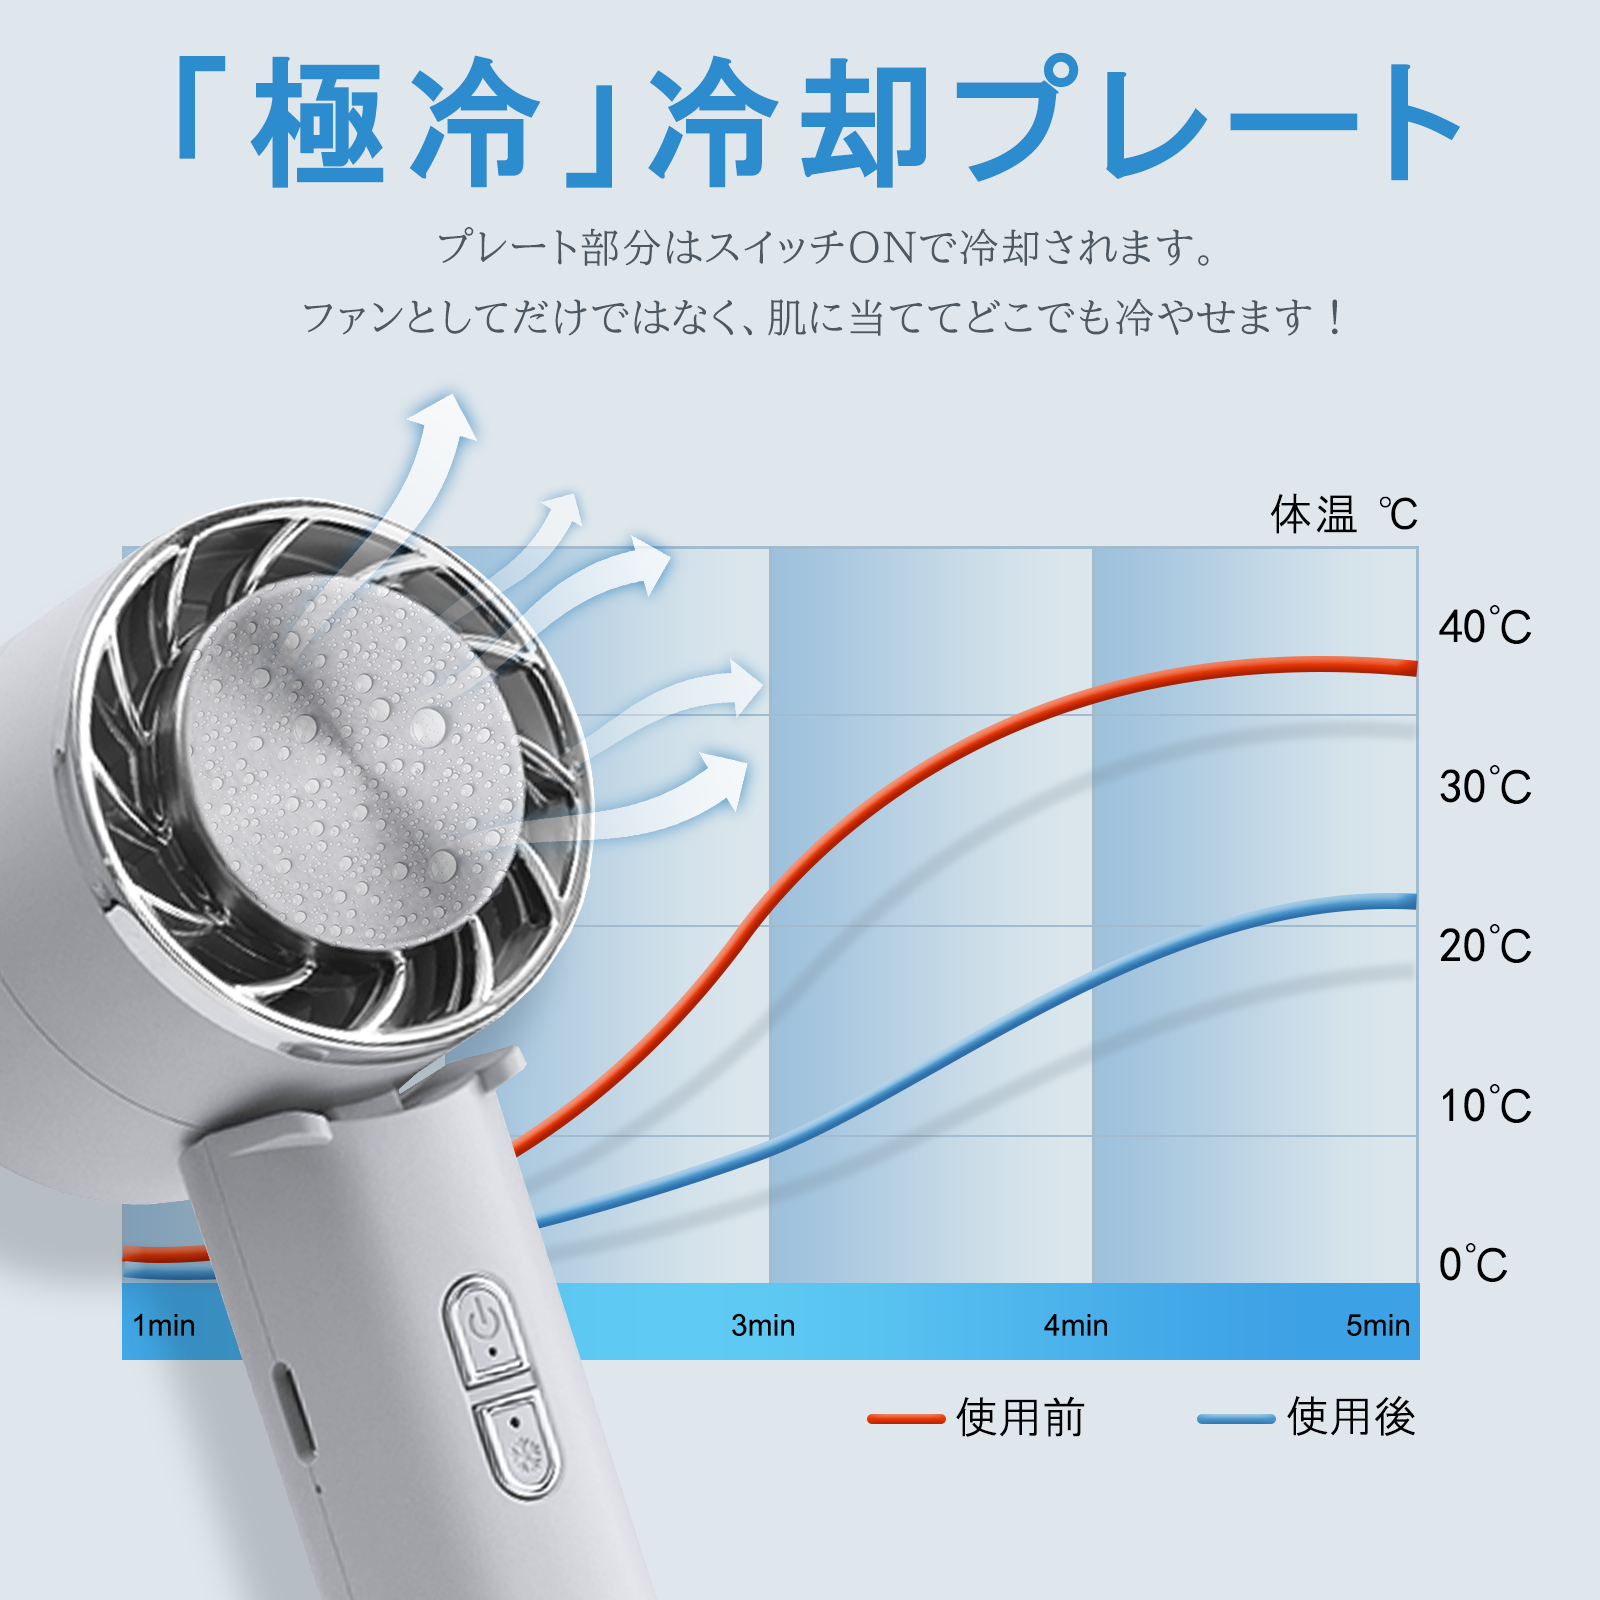 「極冷」冷却プレート
プレート部分はスイッチONで冷却されます。
ファンとしてだけではなく、肌に当ててどこでも冷やせます！
体温 ℃
40℃
30℃
20℃
10℃
0℃
1min 3min 4min 5min
使用前 使用後